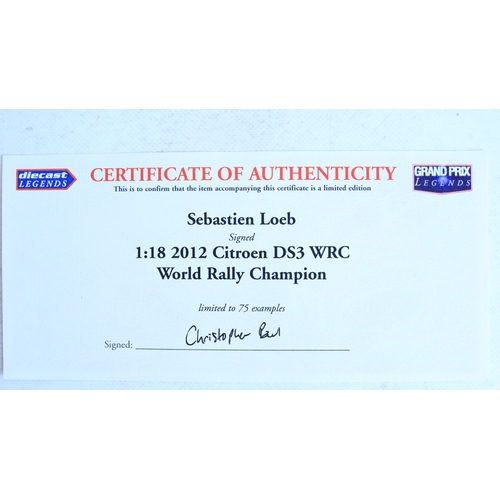 diecast
LEGENDS
CERTIFICATE OF AUTHENTICITY
GRAND PRIX
LEGENDS
This is to confirm that the item accompanying this certificate is a limited edition
Sebastien Loeb
Signed
1:18 2012 Citroen DS3 WRC
World Rally Champion
limited to 75 examples
Christopher
Signed: